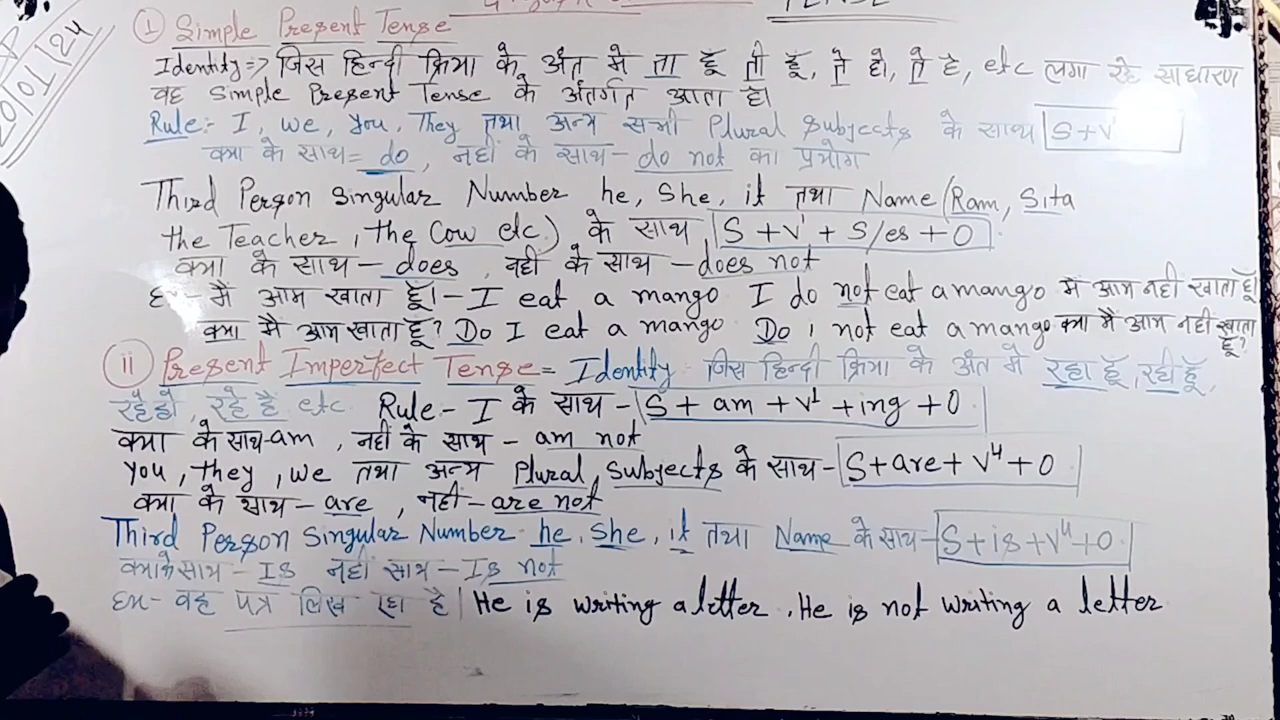 TENSE
20/01/24
(i) Simple Present Tense
Identity => जिस हिन्दी क्रिया के अंत में ता हूँ ती हूँ, ते हो, ते है, etc लगा रहे साधारण
वह Simple Present Tense के अंतर्गत आता है।
Rule:- I, we, you, They तथा अन्य सभी Plural Subjects के साथ S+V
क्या के साथ = do, नहीं के साथ - do not का प्रयोग
Third Person Singular Number he, She, it तथा Name (Ram, Sita
the Teacher, the Cow etc.) के साथ, S + V¹ + S/es + O
क्या के साथ - does, नही के साथ - does not
Ex - मैं आम खाता हूँ। - I eat a mango I do not eat a mango मैं आम नही खाता हूँ।
क्या मैं आम खाता हूँ? Do I eat a mango Do i not eat a mango क्या मैं आम नही खाता हूँ?
(ii) Present Imperfect Tense = Identity जिस हिन्दी क्रिया के अंत में रहा हूँ, रही हूँ,
रहे हो, रहे है etc Rule - I के साथ - S + am + V¹ + ing + O
क्या के साथ-am, नही के साथ - am not
You, they, we तथा अन्य Plural Subjects के साथ - S+are+V⁴+O
क्या के साथ - are, नही - are not
Third Person Singular Number he, She, it तथा Name के साथ - S+is+V⁴+O
क्या के साथ - Is नही साथ - Is not
Ex - वह पत्र लिख रहा है | He is writing a letter. He is not writing a letter